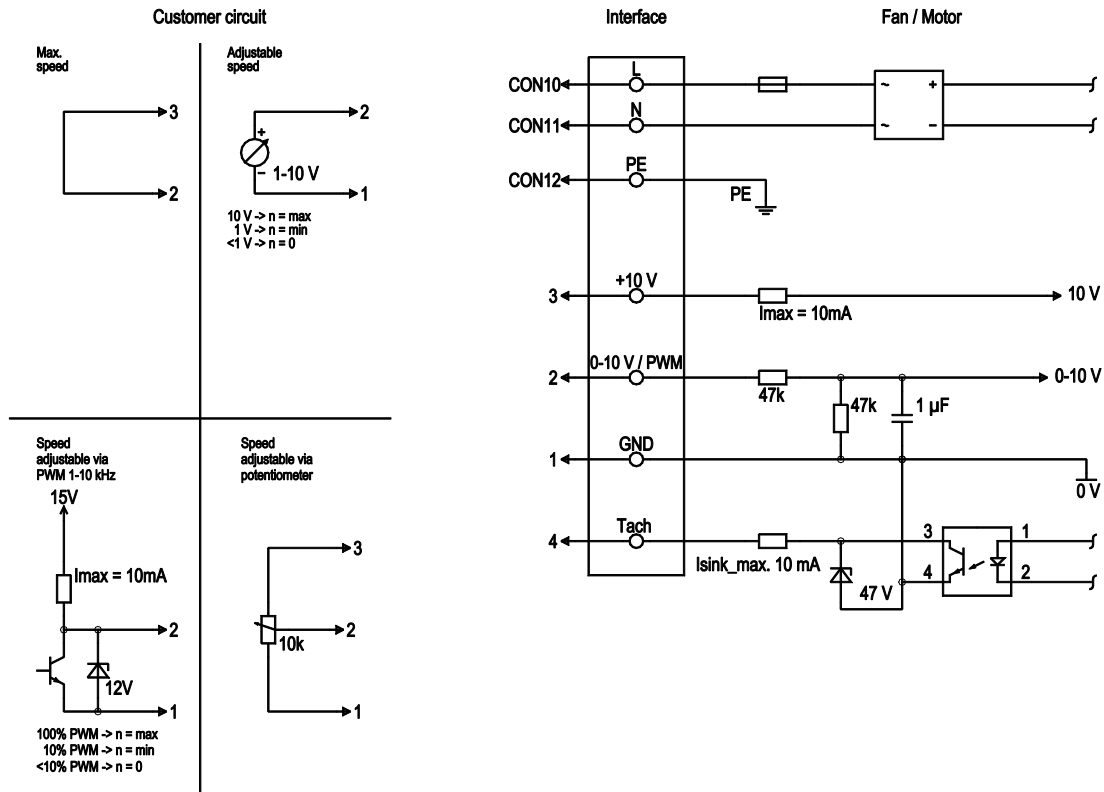 Customer circuit
Max.
speed
3
2
Adjustable
speed
2
+
1-10 V
−
1
10 V -> n = max
1 V -> n = min
<1 V -> n = 0
Speed
adjustable via
PWM 1-10 kHz
15V
Imax = 10mA
2
12V
1
100% PWM -> n = max
10% PWM -> n = min
<10% PWM -> n = 0
Speed
adjustable via
potentiometer
3
2
10k
1
Interface
Fan / Motor
CON10
L
~
+
CON11
N
~
−
CON12
PE
PE
3
+10 V
Imax = 10mA
10 V
2
0-10 V / PWM
47k
0-10 V
47k
1 µF
1
GND
0 V
4
Tach
Isink_max. 10 mA
47 V
3
1
4
2